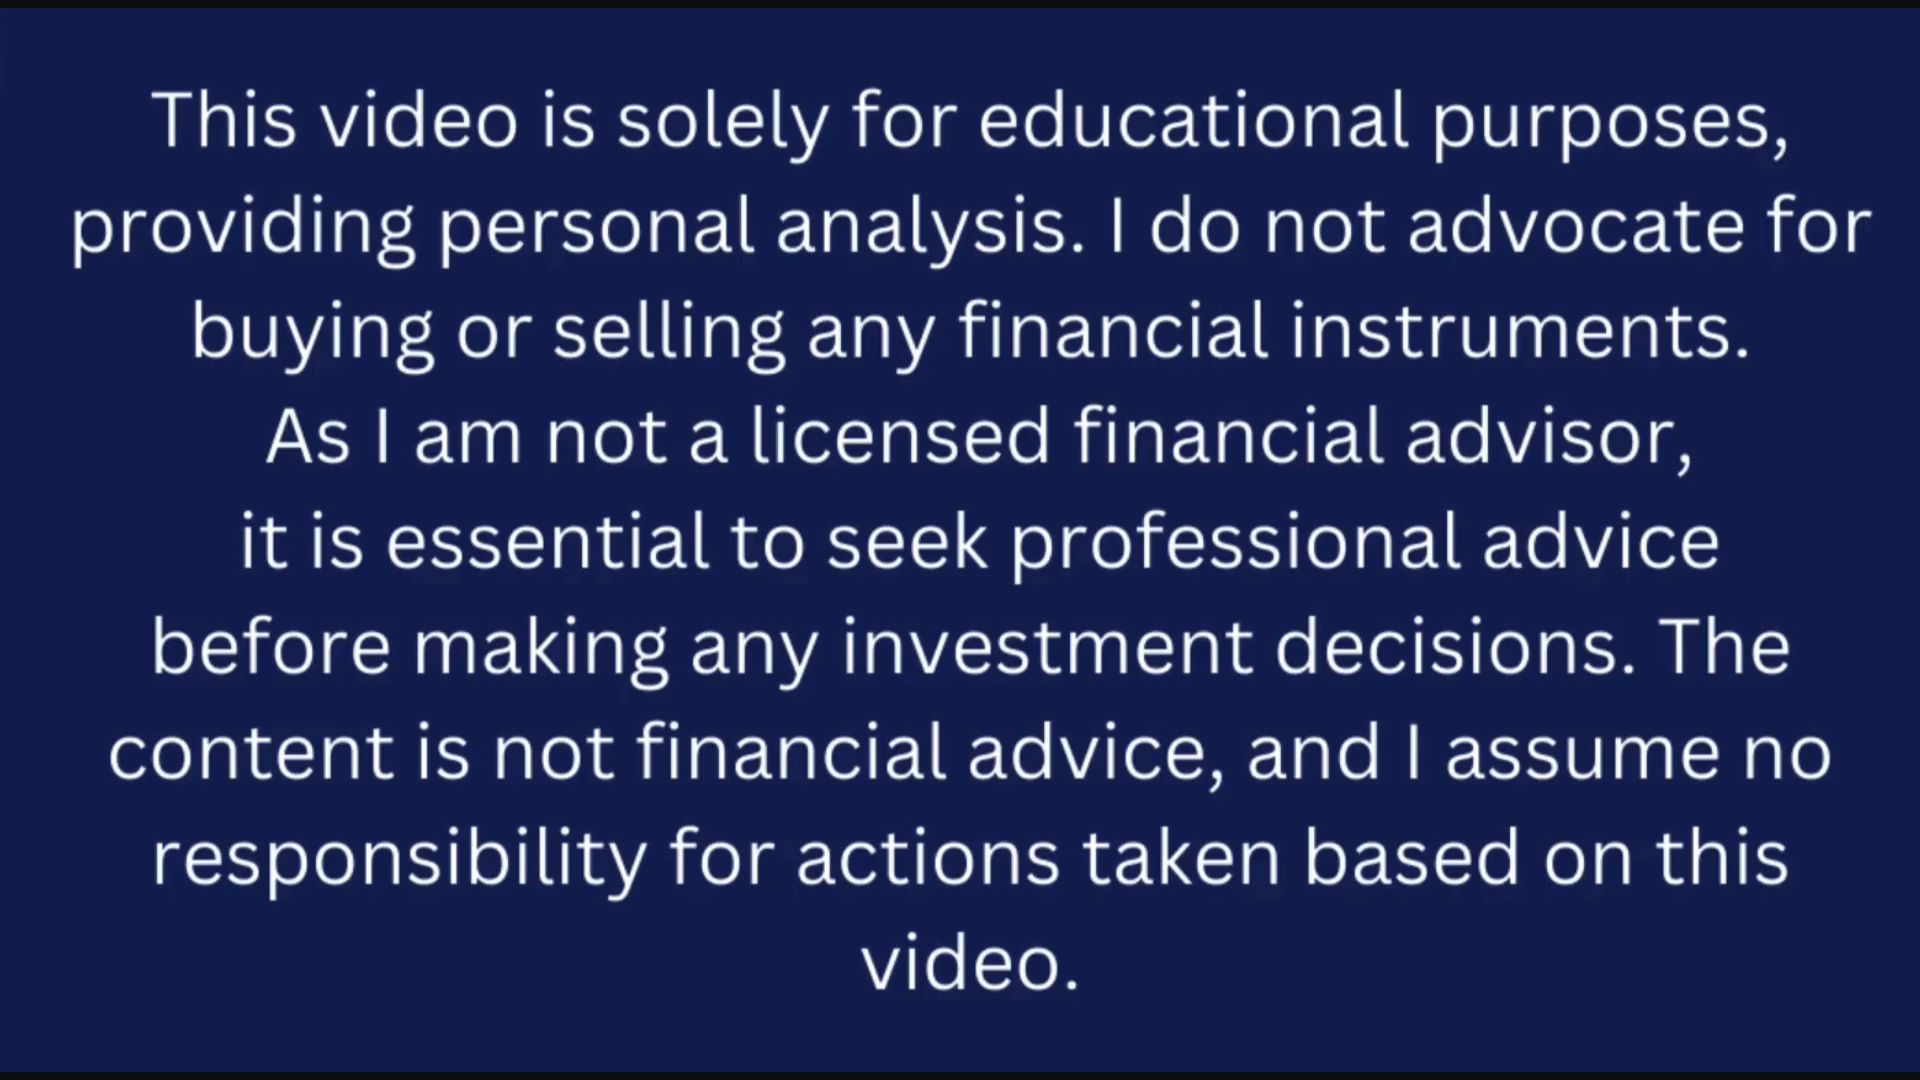 This video is solely for educational purposes,
providing personal analysis. I do not advocate for
buying or selling any financial instruments.
As I am not a licensed financial advisor,
it is essential to seek professional advice
before making any investment decisions. The
content is not financial advice, and I assume no
responsibility for actions taken based on this
video.